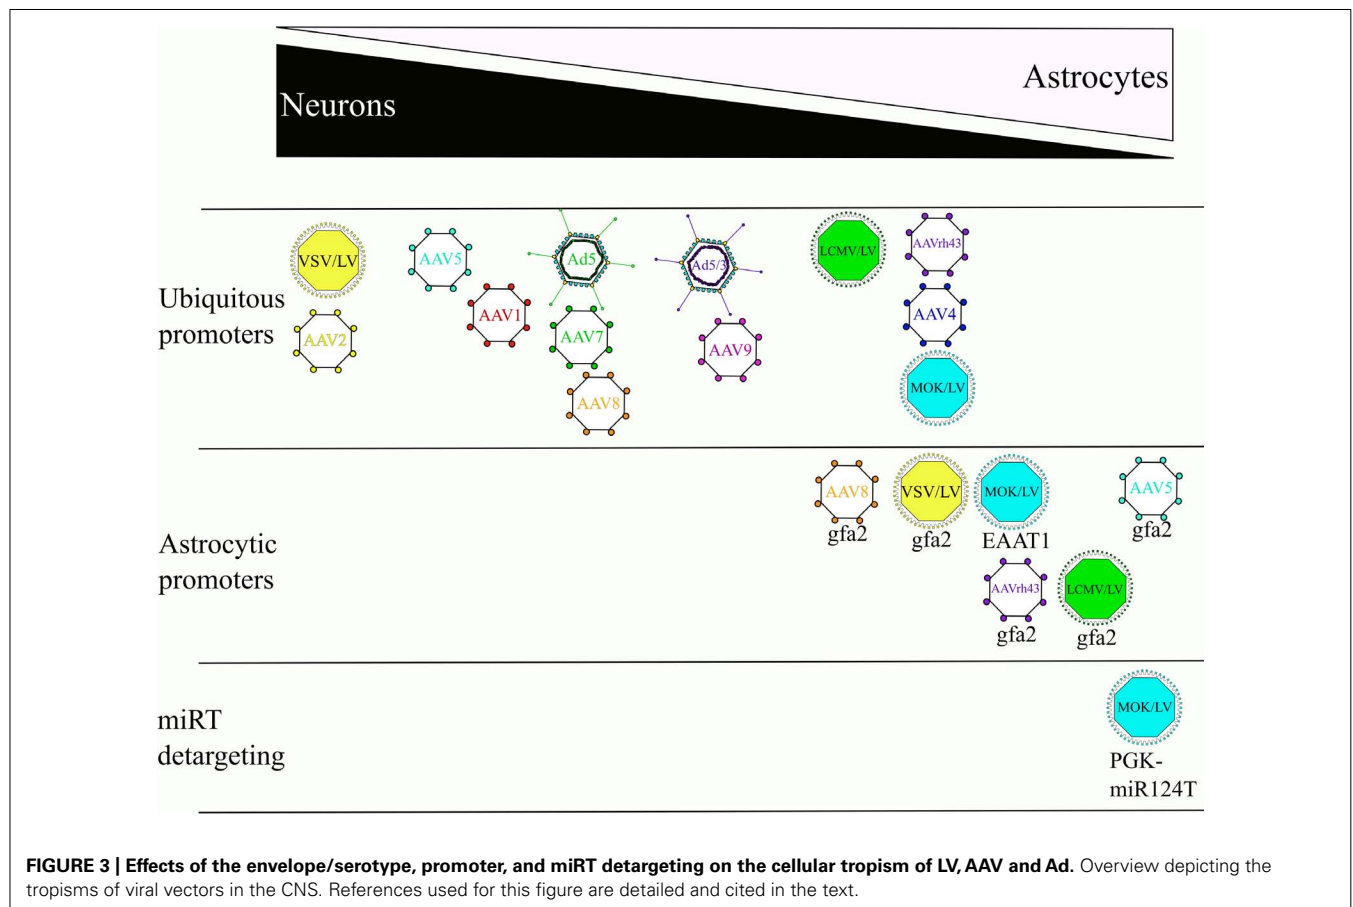 Astrocytes
Neurons
Ubiquitous
promoters
VSV/LV
AAV5
Ad5
Ad5/3
LCMV/LV
AAVrh43
AAV2
AAV1
AAV7
AAV9
AAV4
AAV8
MOK/LV
Astrocytic
promoters
AAV8
gfa2
VSV/LV
gfa2
MOK/LV
EAAT1
AAV5
gfa2
AAVrh43
gfa2
LCMV/LV
gfa2
miRT
detargeting
MOK/LV
PGK-
miR124T
FIGURE 3 | Effects of the envelope/serotype, promoter, and miRT detargeting on the cellular tropism of LV, AAV and Ad. Overview depicting the
tropisms of viral vectors in the CNS. References used for this figure are detailed and cited in the text.